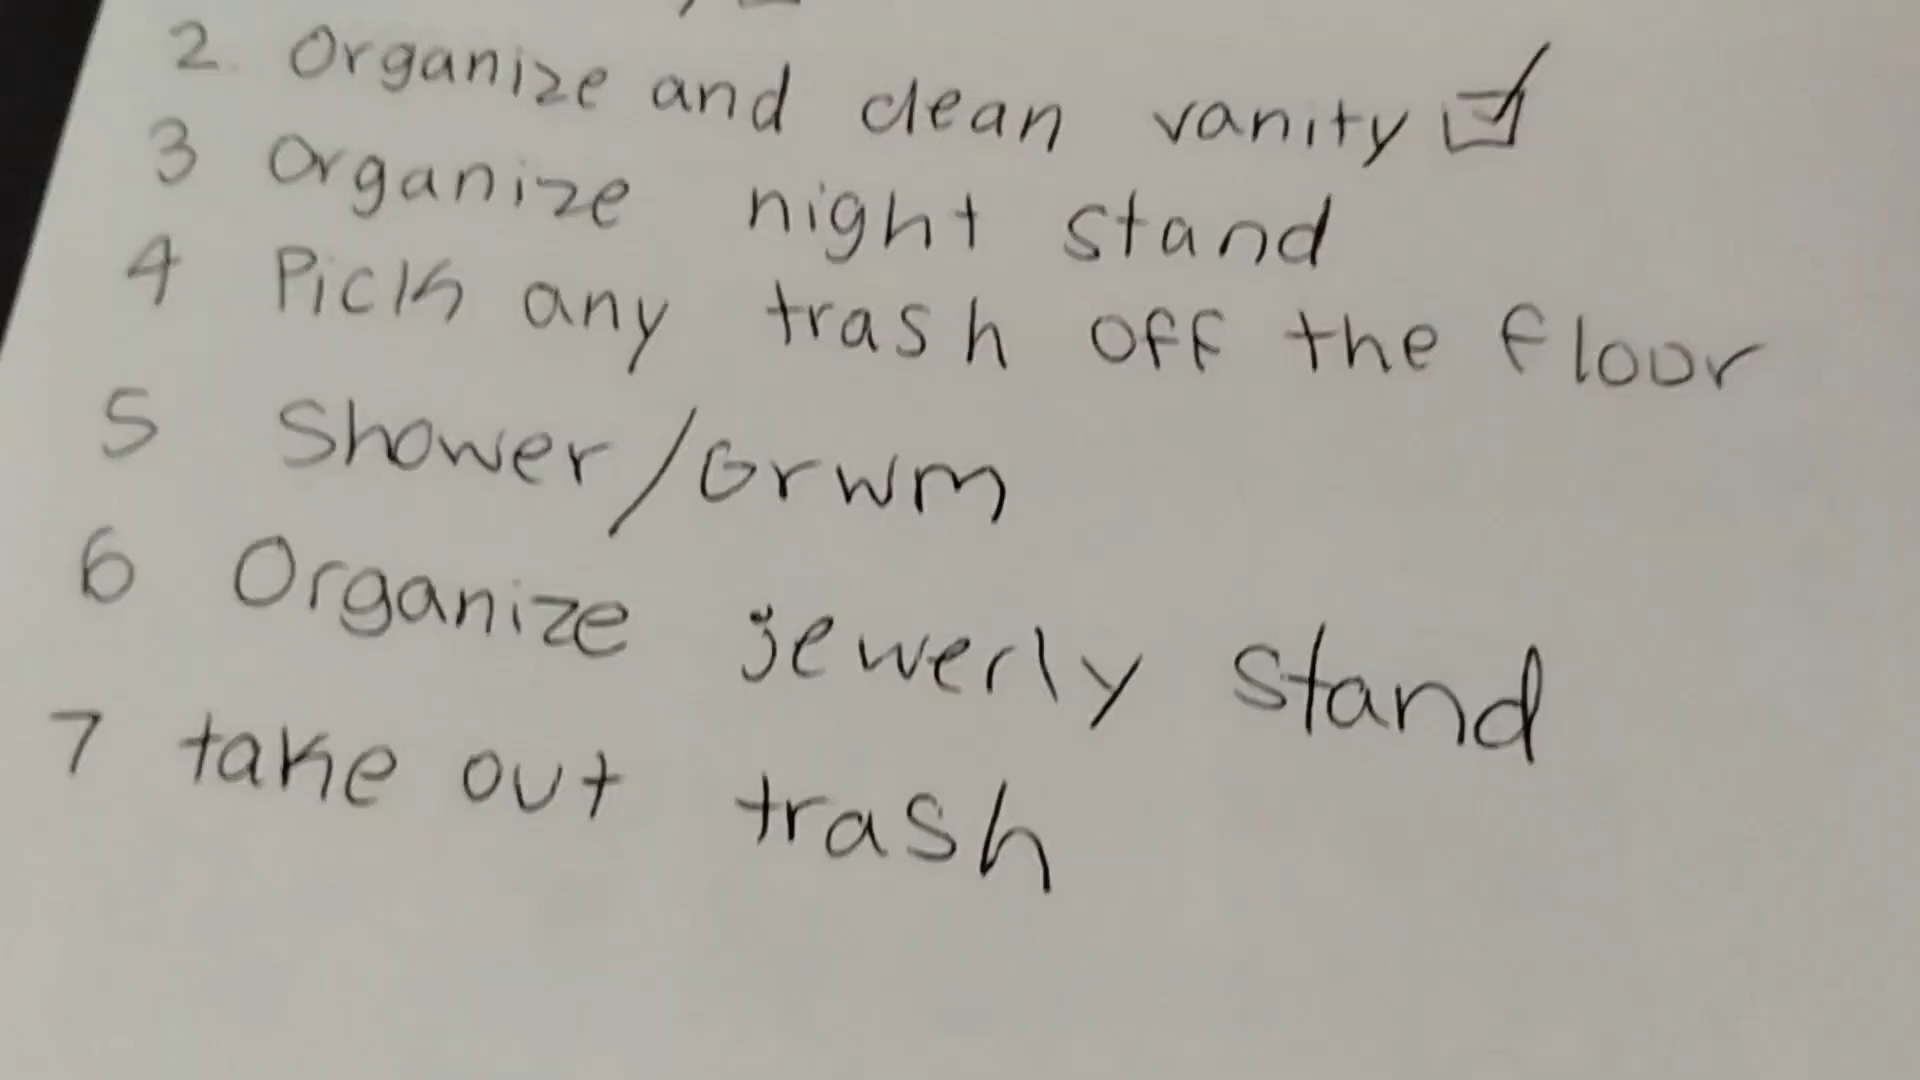 2. Organize and clean vanity ☑
3 Organize night stand
4 Pick any trash off the floor
5 Shower/Grwm
6 Organize jewerly stand
7 take out trash